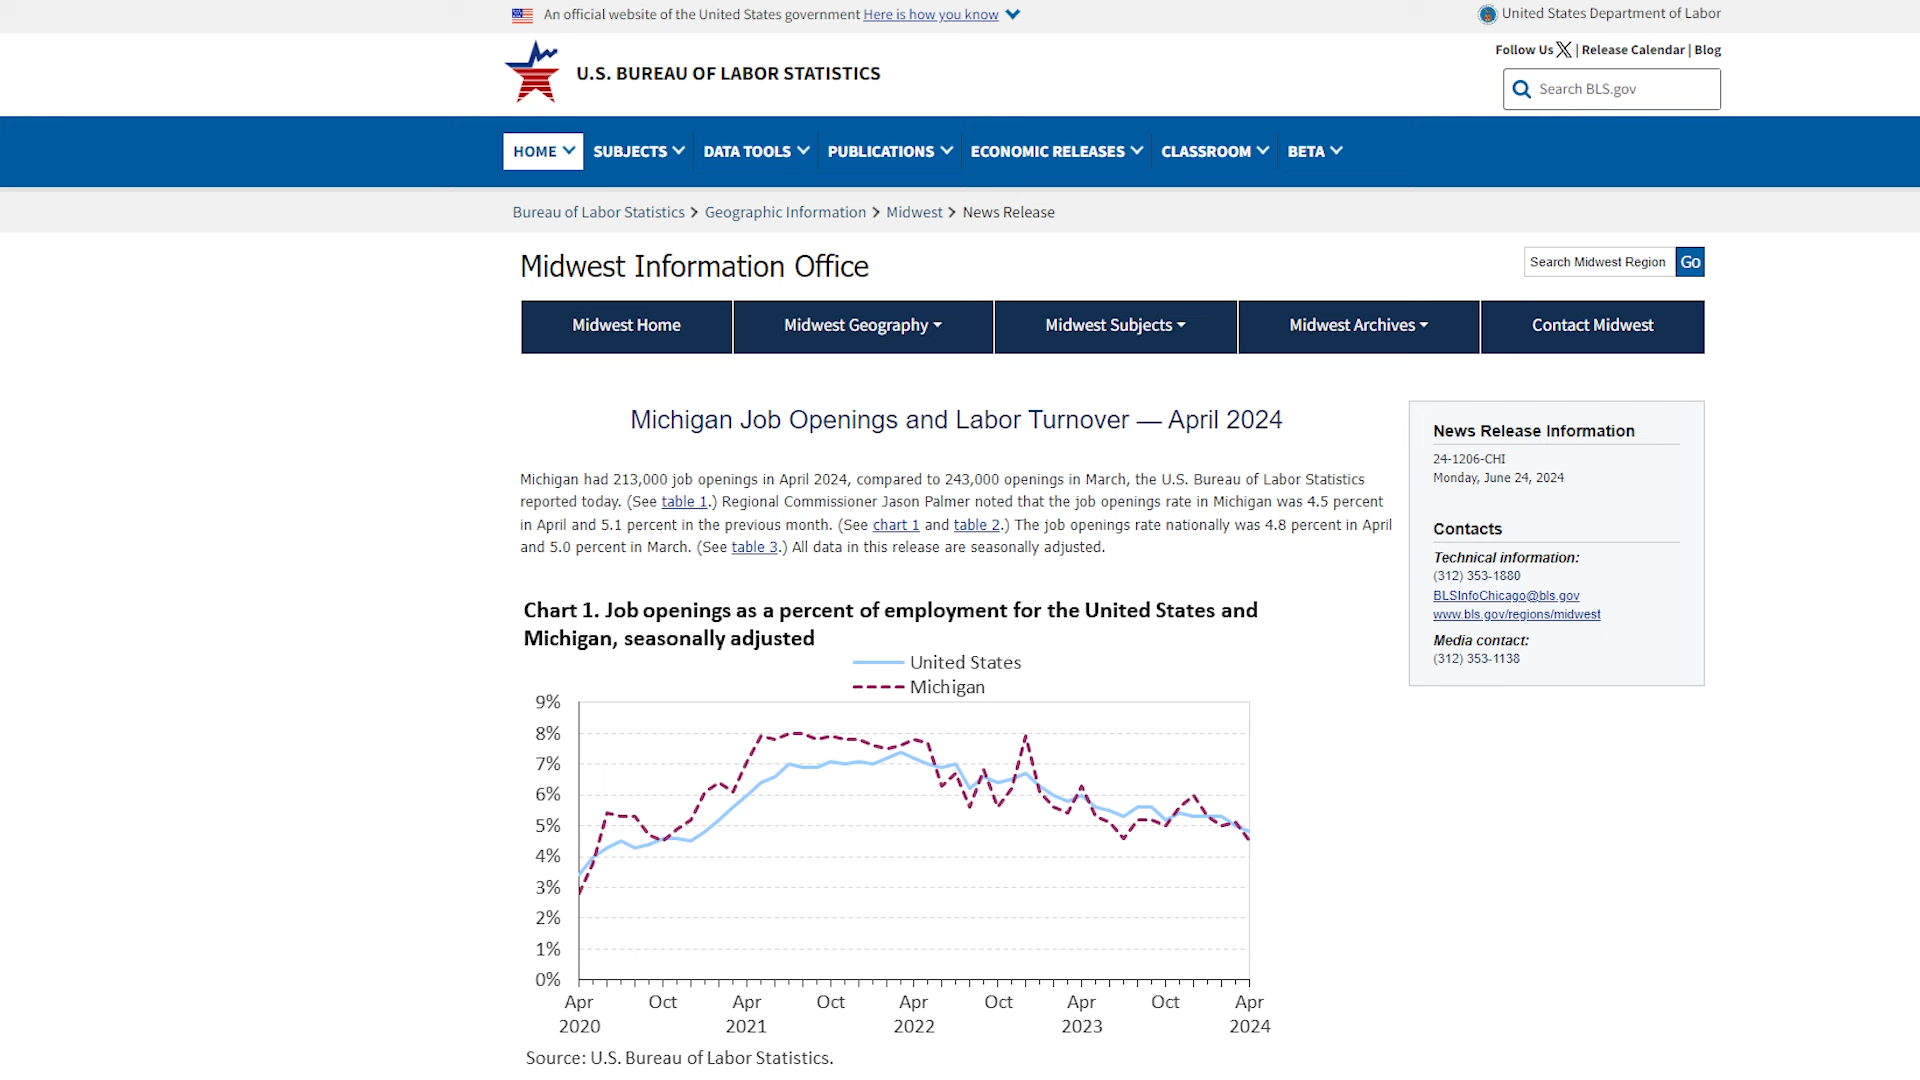 An official website of the United States government Here is how you know
United States Department of Labor
Follow Us X | Release Calendar | Blog
U.S. BUREAU OF LABOR STATISTICS
Search BLS.gov
HOME SUBJECTS DATA TOOLS PUBLICATIONS ECONOMIC RELEASES CLASSROOM BETA
Bureau of Labor Statistics > Geographic Information > Midwest > News Release
Midwest Information Office
Search Midwest Region Go
Midwest Home Midwest Geography Midwest Subjects Midwest Archives Contact Midwest
Michigan Job Openings and Labor Turnover — April 2024
Michigan had 213,000 job openings in April 2024, compared to 243,000 openings in March, the U.S. Bureau of Labor Statistics
reported today. (See table 1.) Regional Commissioner Jason Palmer noted that the job openings rate in Michigan was 4.5 percent
in April and 5.1 percent in the previous month. (See chart 1 and table 2.) The job openings rate nationally was 4.8 percent in April
and 5.0 percent in March. (See table 3.) All data in this release are seasonally adjusted.
News Release Information
24-1206-CHI
Monday, June 24, 2024
Contacts
Technical information:
(312) 353-1880
BLSInfoChicago@bls.gov
www.bls.gov/regions/midwest
Media contact:
(312) 353-1138
Chart 1. Job openings as a percent of employment for the United States and
Michigan, seasonally adjusted
United States
Michigan
9%
8%
7%
6%
5%
4%
3%
2%
1%
0%
Apr Oct Apr Oct Apr Oct Apr Oct Apr
2020 2021 2022 2023 2024
Source: U.S. Bureau of Labor Statistics.